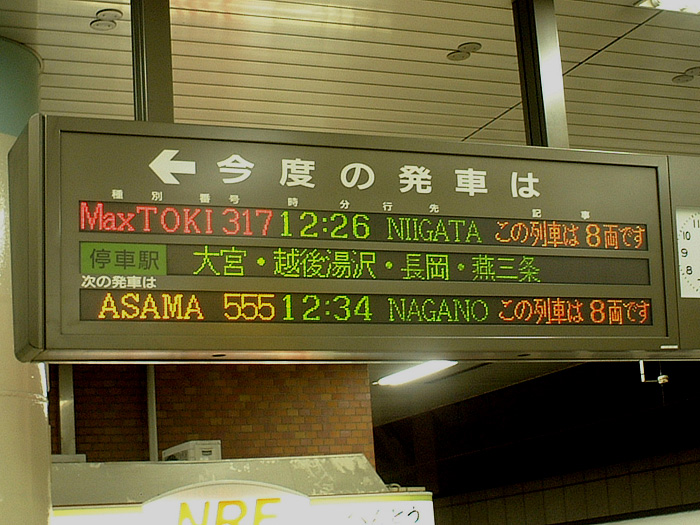 ← 今度の発車は
種別 番号 時分 行先 記事
MaxTOKI 317 12:26 NIIGATA この列車は 8両です
停車駅 大宮・越後湯沢・長岡・燕三条
次の発車は
ASAMA 555 12:34 NAGANO この列車は 8両です
10
9
8
NRE